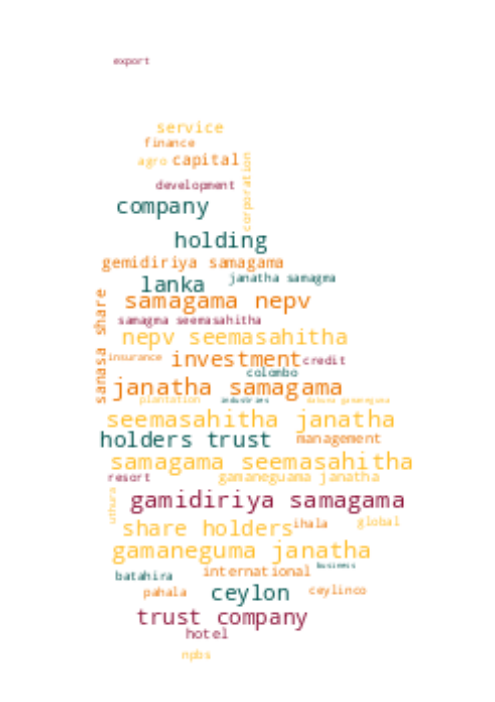 export
service
finance
agro capital
corporation
development
company
holding
gemidiriya samagama
janatha samagma
lanka
samagama nepv
sanasa share
samagma seemasahitha
nepv seemasahitha
insurance investment credit
colombo
janatha samagama
plantation industries
seemasahitha janatha
holders trust management
samagama seemasahitha
resort gamaneguama janatha
uthura
gamidiriya samagama
share holders ihala global
gamaneguma janatha
business
batahira international
pahala ceylon ceylinco
trust company
hotel
npbs